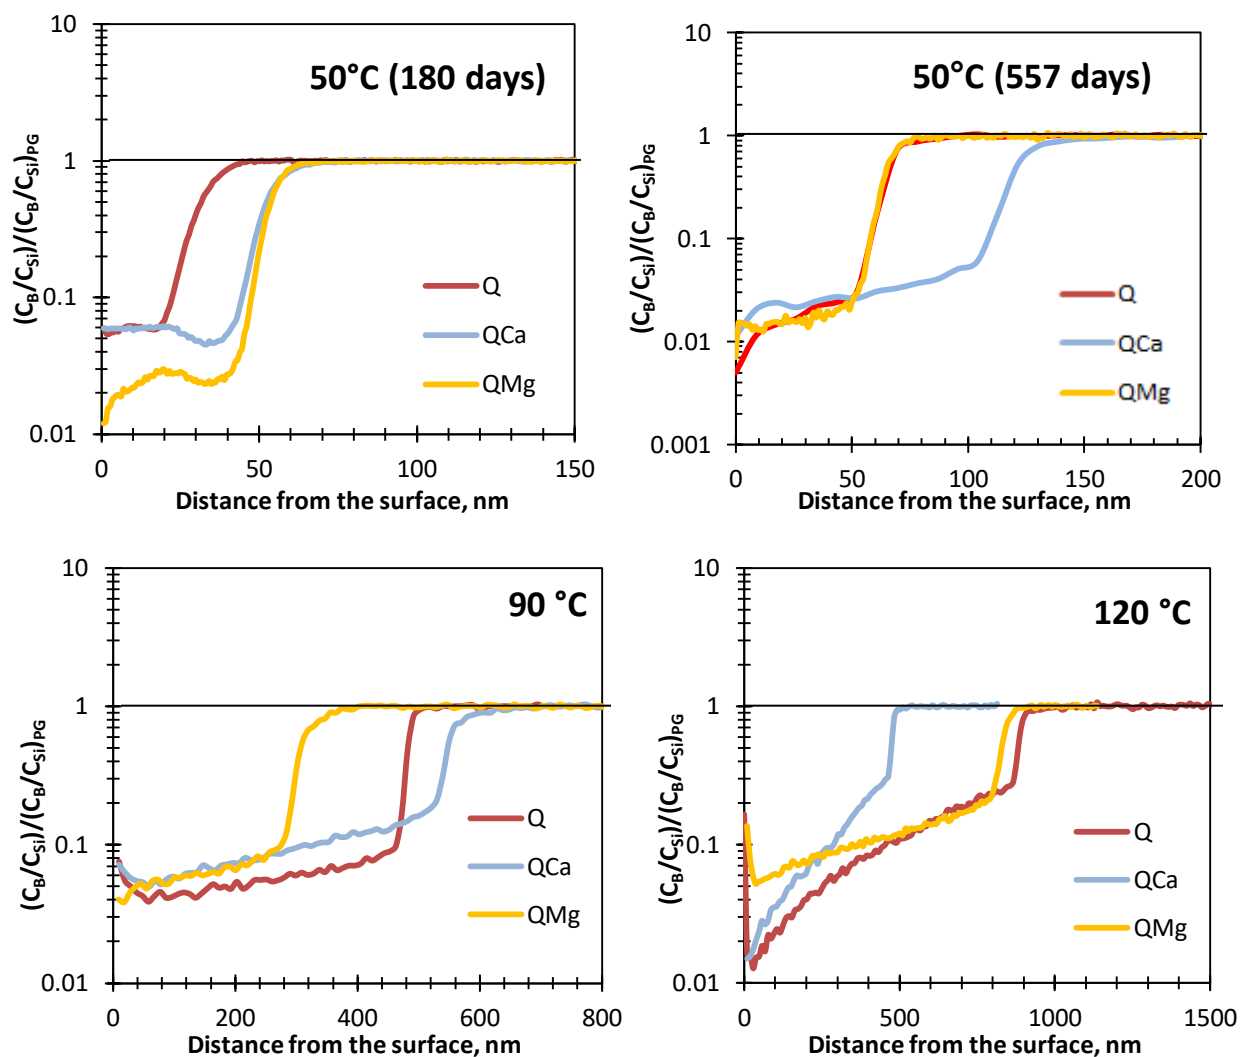 50°C (180 days)
(C_B/C_Si)/(C_B/C_Si)_PG
10
1
0.1
0.01
0
50
100
150
Q
QCa
QMg
Distance from the surface, nm
50°C (557 days)
(C_B/C_Si)/(C_B/C_Si)_PG
10
1
0.1
0.01
0.001
0
50
100
150
200
Q
QCa
QMg
Distance from the surface, nm
90 °C
(C_B/C_Si)/(C_B/C_Si)_PG
10
1
0.1
0.01
0
200
400
600
800
Q
QCa
QMg
Distance from the surface, nm
120 °C
(C_B/C_Si)/(C_B/C_Si)_PG
10
1
0.1
0.01
0
500
1000
1500
Q
QCa
QMg
Distance from the surface, nm